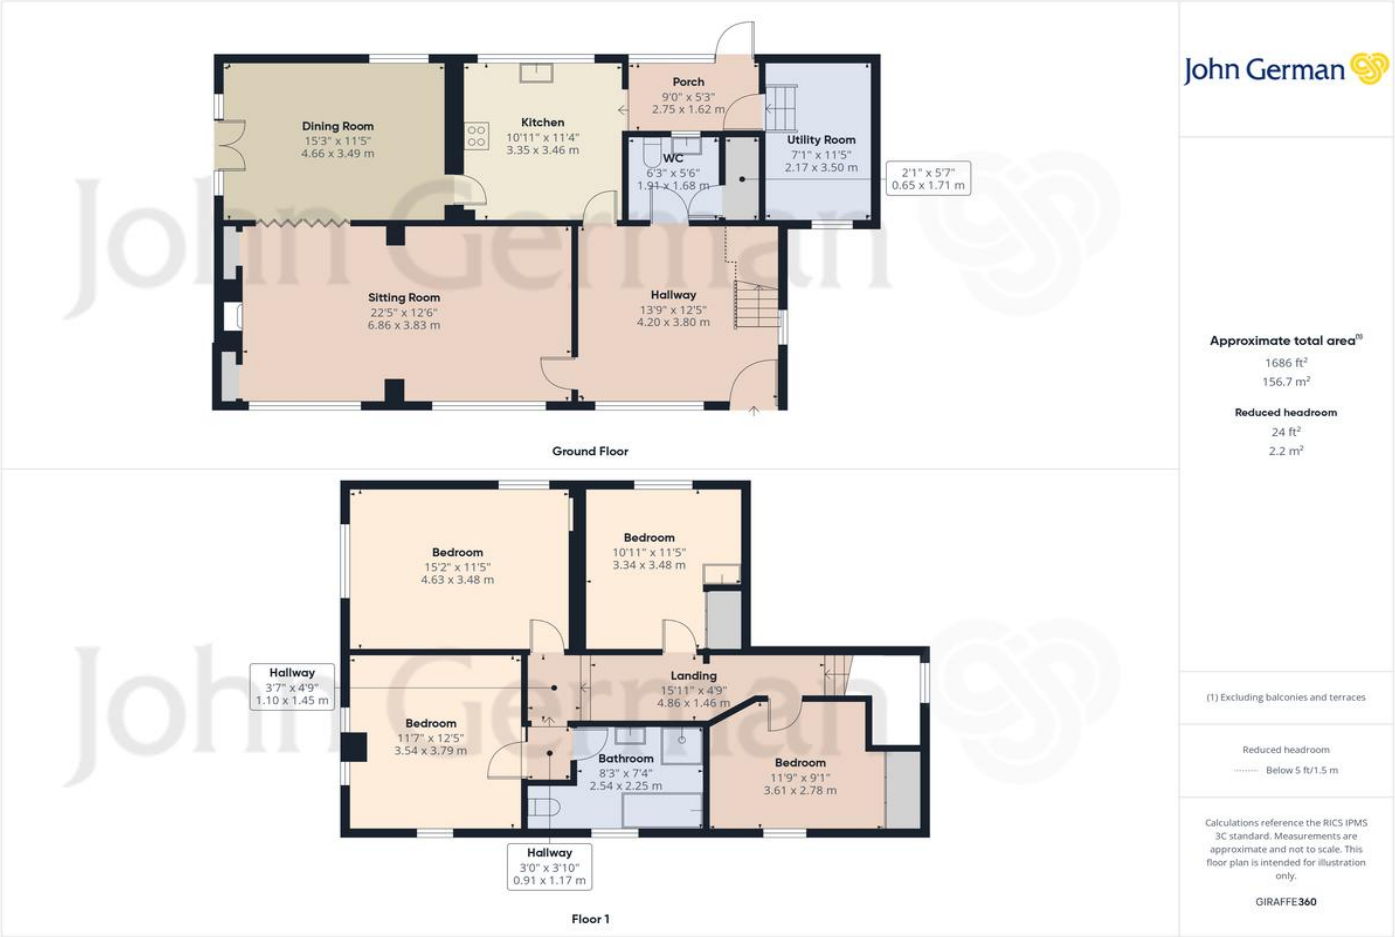 Porch
9'0" x 5'3"
2.75 x 1.62 m
Dining Room
15'3" x 11'5"
4.66 x 3.49 m
Kitchen
10'11" x 11'4"
3.35 x 3.46 m
WC
6'3" x 5'6"
1.91 x 1.68 m
Utility Room
7'1" x 11'5"
2.17 x 3.50 m
2'1" x 5'7"
0.65 x 1.71 m
Sitting Room
22'5" x 12'6"
6.86 x 3.83 m
Hallway
13'9" x 12'5"
4.20 x 3.80 m
John German
Ground Floor
Bedroom
15'2" x 11'5"
4.63 x 3.48 m
Bedroom
10'11" x 11'5"
3.34 x 3.48 m
Hallway
3'7" x 4'9"
1.10 x 1.45 m
Landing
15'11" x 4'9"
4.86 x 1.46 m
Bedroom
11'7" x 12'5"
3.54 x 3.79 m
Bathroom
8'3" x 7'4"
2.54 x 2.25 m
Bedroom
11'9" x 9'1"
3.61 x 2.78 m
Hallway
3'0" x 3'10"
0.91 x 1.17 m
John German
Floor 1
John German
Approximate total area(1)
1686 ft²
156.7 m²
Reduced headroom
24 ft²
2.2 m²
(1) Excluding balconies and terraces
Reduced headroom
Below 5 ft/1.5 m
Calculations reference the RICS IPMS
3C standard. Measurements are
approximate and not to scale. This
floor plan is intended for illustration
only.
GIRAFFE360